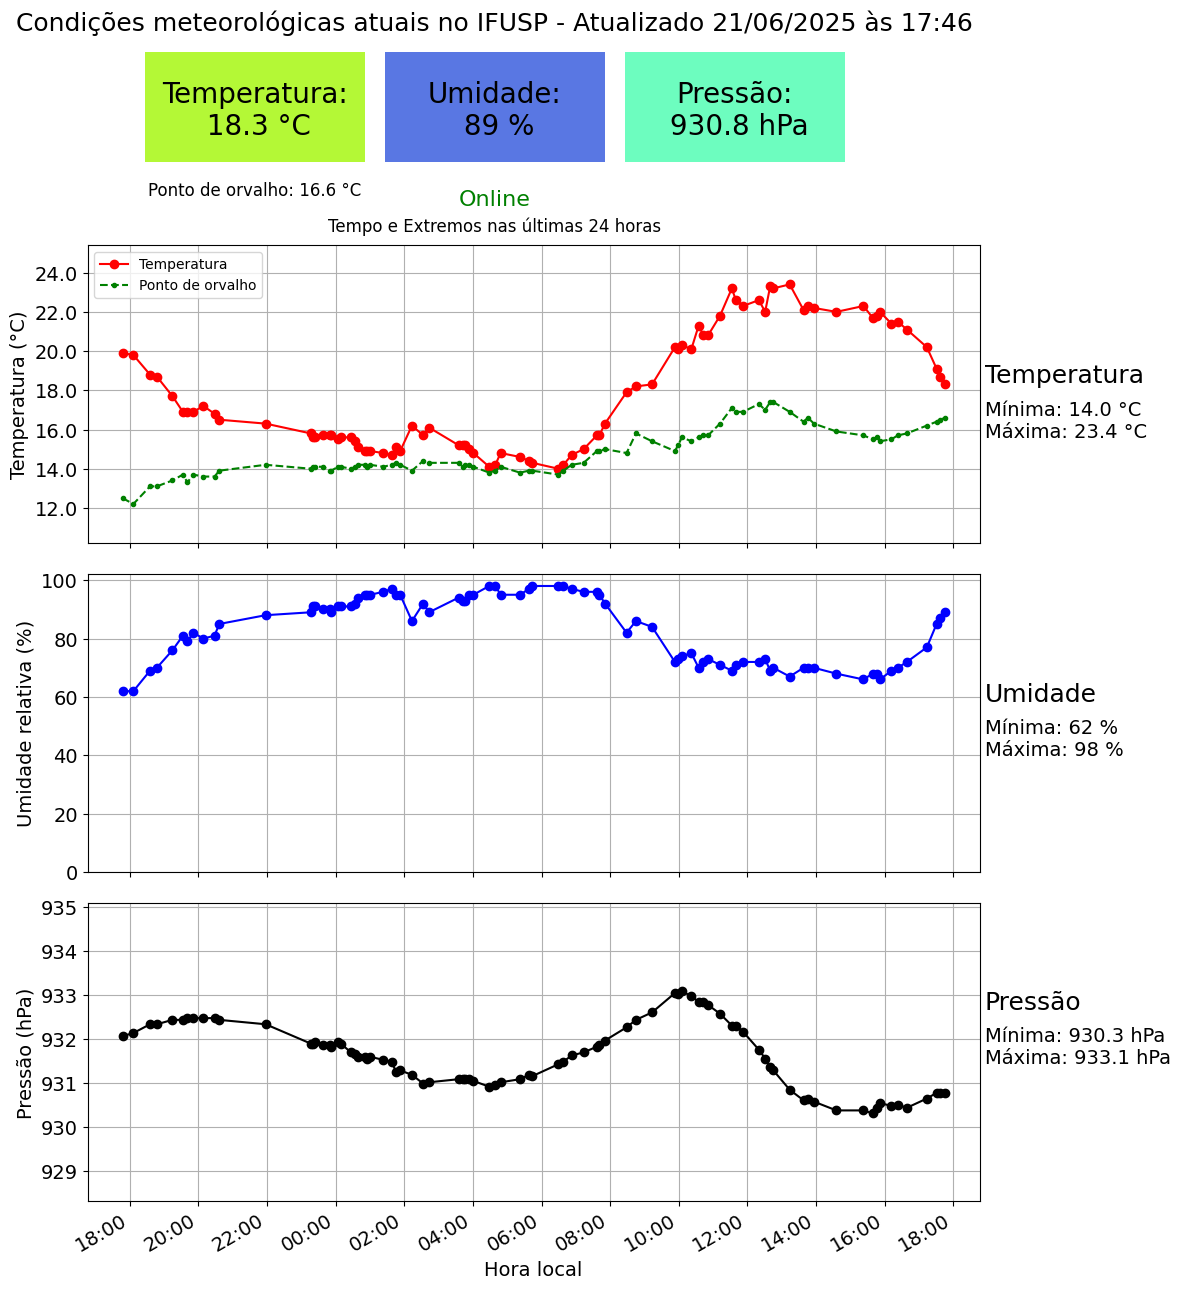 Condições meteorológicas atuais no IFUSP - Atualizado 21/06/2025 às 17:46
Temperatura:
18.3 °C
Umidade:
89 %
Pressão:
930.8 hPa
Ponto de orvalho: 16.6 °C
Online
Tempo e Extremos nas últimas 24 horas
Temperatura
Ponto de orvalho
Temperatura (°C)
24.0
22.0
20.0
18.0
16.0
14.0
12.0
Temperatura
Mínima: 14.0 °C
Máxima: 23.4 °C
Umidade relativa (%)
100
80
60
40
20
0
Umidade
Mínima: 62 %
Máxima: 98 %
Pressão (hPa)
935
934
933
932
931
930
929
Pressão
Mínima: 930.3 hPa
Máxima: 933.1 hPa
18:00 20:00 22:00 00:00 02:00 04:00 06:00 08:00 10:00 12:00 14:00 16:00 18:00
Hora local